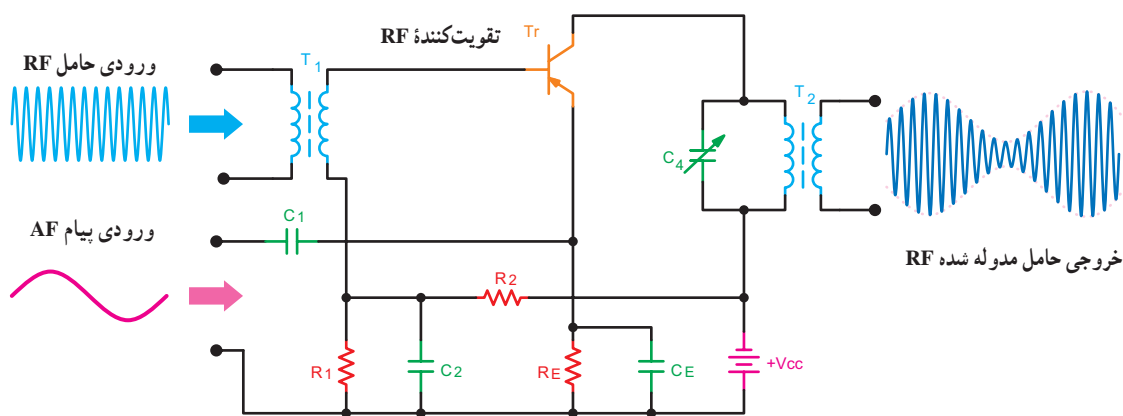 تقویت‌کنندهٔ RF
Tr
ورودی حامل RF
T1
T2
C4
C1
ورودی پیام AF
خروجی حامل مدوله شده RF
R2
R1
C2
RE
CE
+Vcc